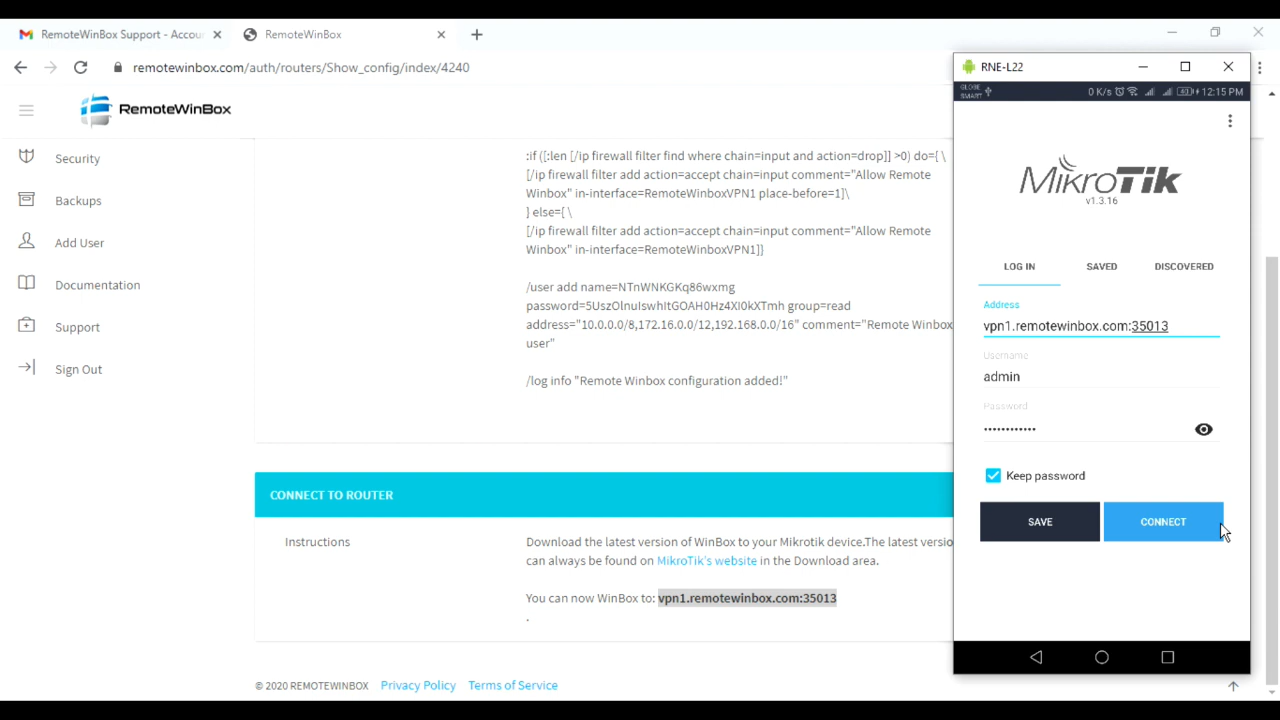 RemoteWinBox Support - Accou
RemoteWinBox
remotewinbox.com/auth/routers/Show_config/index/4240
RemoteWinBox
Security
Backups
Add User
Documentation
Support
Sign Out
:if ([:len [/ip firewall filter find where chain=input and action=drop]] >0) do={ \
[/ip firewall filter add action=accept chain=input comment="Allow Remote
Winbox" in-interface=RemoteWinboxVPN1 place-before=1]\
} else={ \
[/ip firewall filter add action=accept chain=input comment="Allow Remote
Winbox" in-interface=RemoteWinboxVPN1]}
/user add name=NTnWNKGKq86wxmg
password=5UszOlnuIswhItGOAH0Hz4XI0kXTmh group=read
address="10.0.0.0/8,172.16.0.0/12,192.168.0.0/16" comment="Remote Winbox
user"
/log info "Remote Winbox configuration added!"
CONNECT TO ROUTER
Instructions
Download the latest version of WinBox to your Mikrotik device.The latest versio
can always be found on MikroTik's website in the Download area.
You can now WinBox to: vpn1.remotewinbox.com:35013
.
© 2020 REMOTEWINBOX Privacy Policy Terms of Service
RNE-L22
GLOBE
SMART
0 K/s 12:15 PM
MikroTik
v1.3.16
LOG IN SAVED DISCOVERED
Address
vpn1.remotewinbox.com:35013
Username
admin
Password
••••••••••••
Keep password
SAVE CONNECT